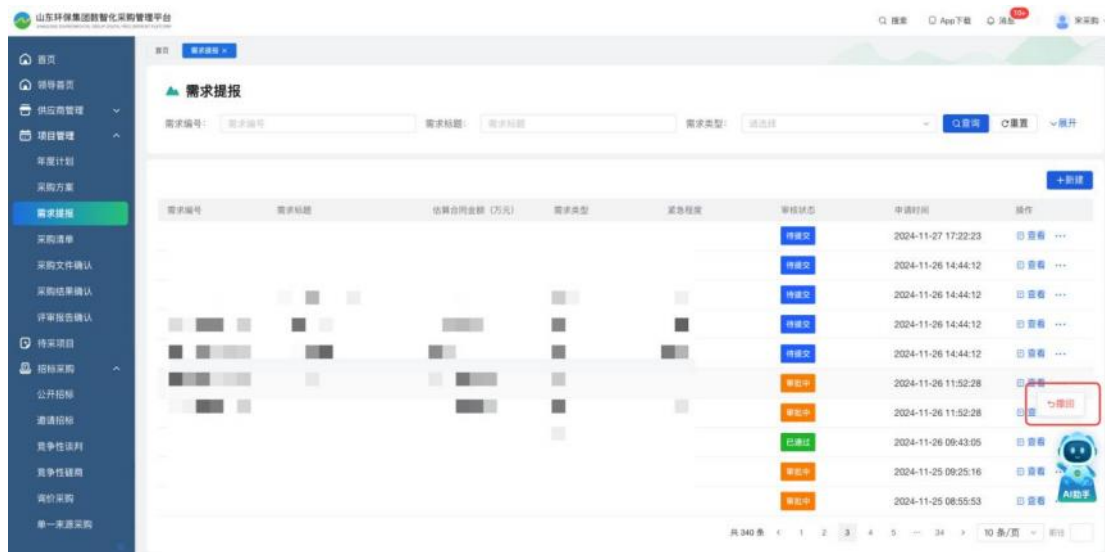 山东环保集团数智化采购管理平台
搜索 App下载 消息 10+ 宋采购
首页 需求提报 ×
首页
领导首页
供应商管理
项目管理
年度计划
采购方案
需求提报
采购清单
采购文件确认
采购结果确认
评审报告确认
待采项目
招标采购
公开招标
邀请招标
竞争性谈判
竞争性磋商
询价采购
单一来源采购
需求提报
需求编号: 需求编号 需求标题: 需求标题 需求类型: 请选择 查询 重置 展开
+新建
需求编号 需求标题 估算合同金额（万元） 需求类型 紧急程度 审核状态 申请时间 操作
待提交 2024-11-27 17:22:23 查看 ···
待提交 2024-11-26 14:44:12 查看 ···
待提交 2024-11-26 14:44:12 查看 ···
待提交 2024-11-26 14:44:12 查看 ···
待提交 2024-11-26 14:44:12 查看 ···
审批中 2024-11-26 11:52:28 查看
撤回
审批中 2024-11-26 11:52:28
已通过 2024-11-26 09:43:05 查看
审批中 2024-11-25 09:25:16 查看
审批中 2024-11-25 08:55:53 查看
AI助手
共 340 条 < 1 2 3 4 5 ··· 34 > 10 条/页 前往